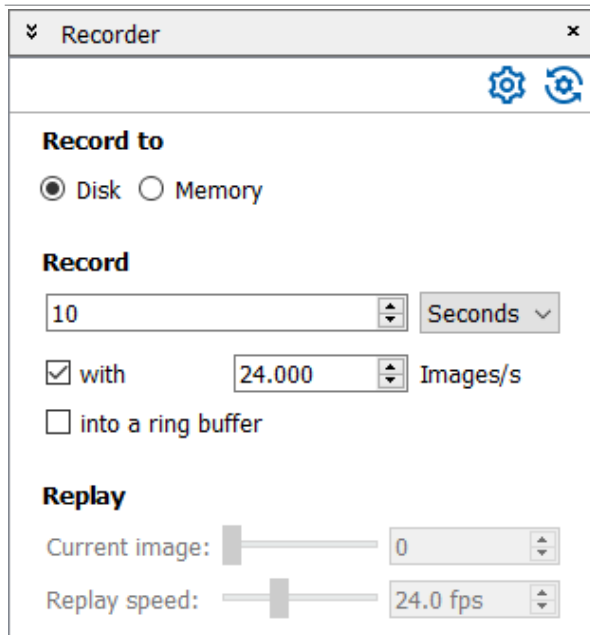 Recorder
Record to
Disk Memory
Record
10 Seconds
with 24.000 Images/s
into a ring buffer
Replay
Current image: 0
Replay speed: 24.0 fps